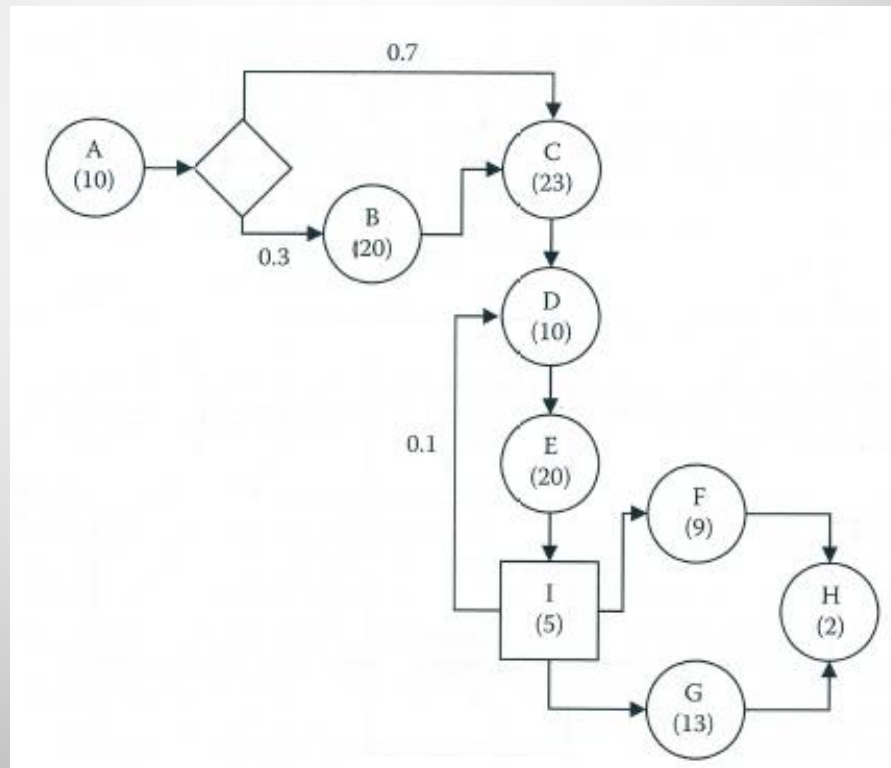 0.7
A
(10)
C
(23)
B
(20)
0.3
D
(10)
0.1
E
(20)
F
(9)
I
(5)
H
(2)
G
(13)